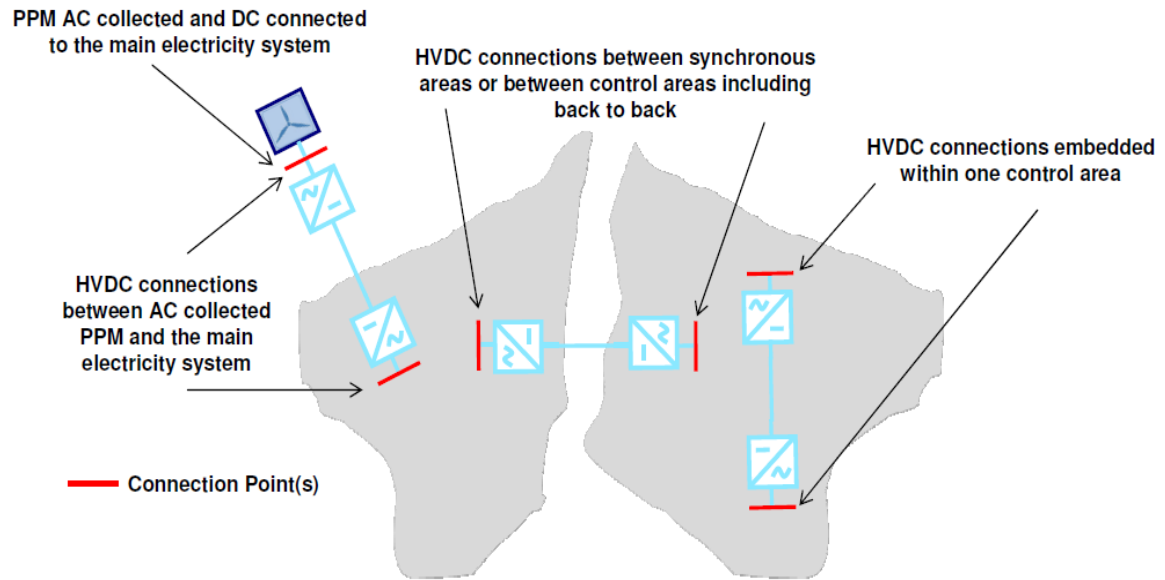 PPM AC collected and DC connected
to the main electricity system
HVDC connections between synchronous
areas or between control areas including
back to back
HVDC connections embedded
within one control area
HVDC connections
between AC collected
PPM and the main
electricity system
Connection Point(s)